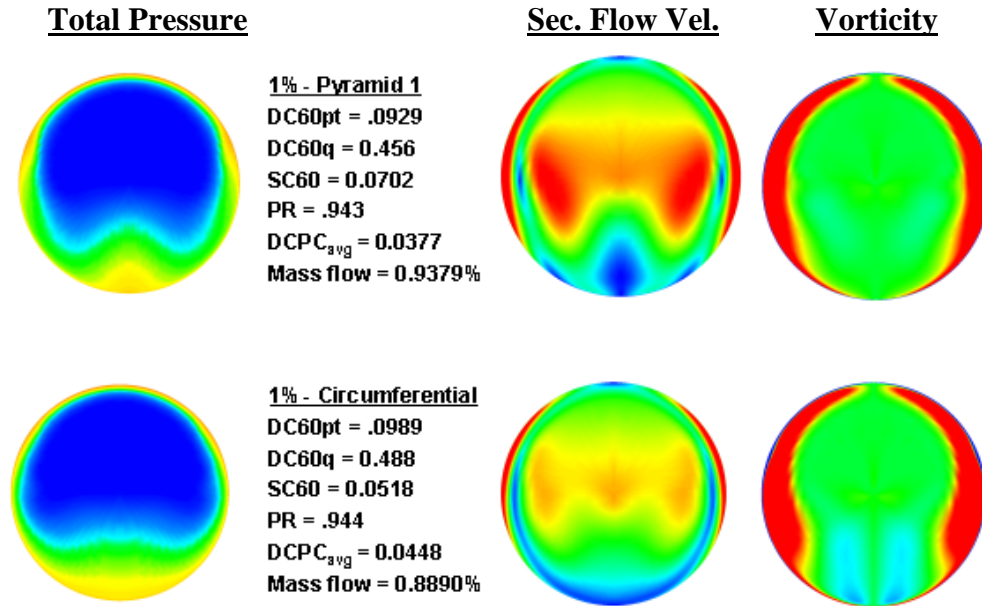 Total Pressure
Sec. Flow Vel.
Vorticity
1% - Pyramid 1
DC60pt = .0929
DC60q = 0.456
SC60 = 0.0702
PR = .943
DCPCavg = 0.0377
Mass flow = 0.9379%
1% - Circumferential
DC60pt = .0989
DC60q = 0.488
SC60 = 0.0518
PR = .944
DCPCavg = 0.0448
Mass flow = 0.8890%